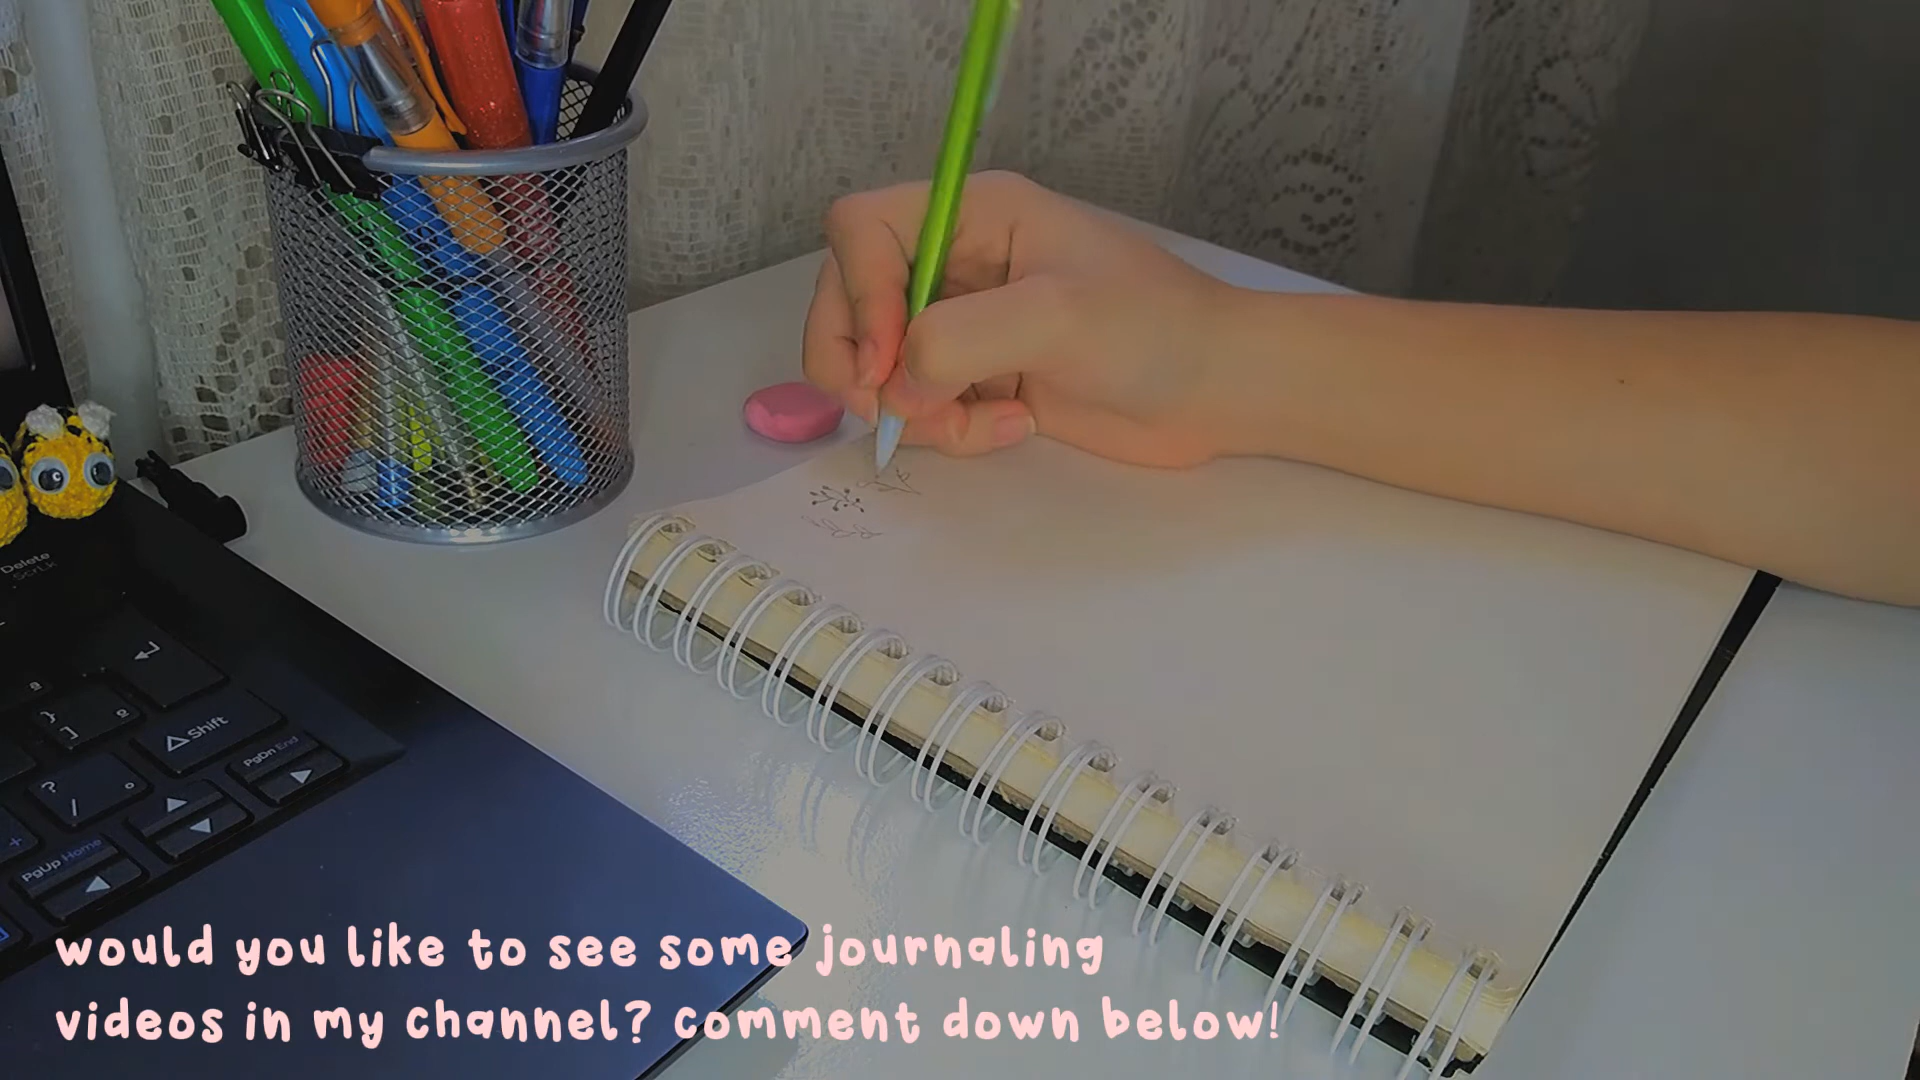 Delete
ScrLk
ª
}
]
º
△Shift
PgDn End
?
/
°
+
PgUp Home
would you like to see some journaling
videos in my channel? comment down below!